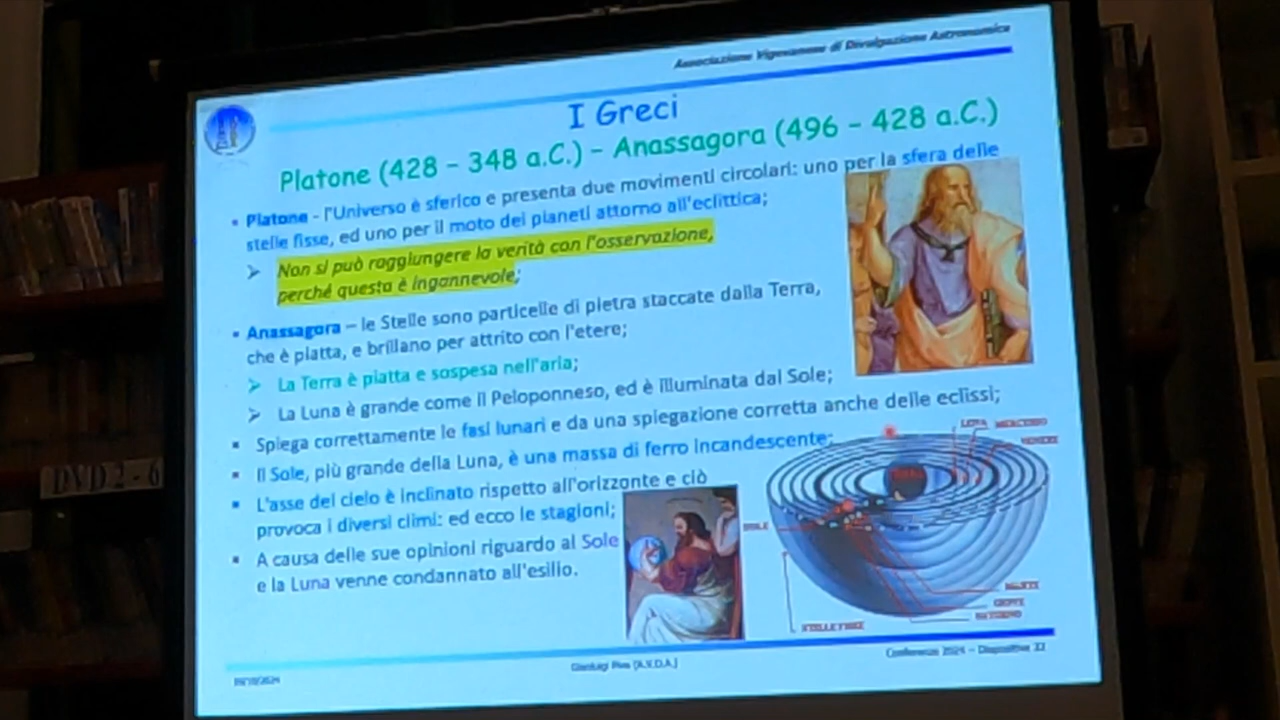 Associazione Vigevanese di Divulgazione Astronomica
I Greci
Platone (428 – 348 a.C.) – Anassagora (496 – 428 a.C.)
▪ Platone - l'Universo è sferico e presenta due movimenti circolari: uno per la sfera delle
stelle fisse, ed uno per il moto dei pianeti attorno all'eclittica;
➢ Non si può raggiungere la verità con l'osservazione,
perché questa è ingannevole;
▪ Anassagora – le Stelle sono particelle di pietra staccate dalla Terra,
che è piatta, e brillano per attrito con l'etere;
➢ La Terra è piatta e sospesa nell'aria;
➢ La Luna è grande come il Peloponneso, ed è illuminata dal Sole;
▪ Spiega correttamente le fasi lunari e da una spiegazione corretta anche delle eclissi;
▪ Il Sole, più grande della Luna, è una massa di ferro incandescente;
▪ L'asse del cielo è inclinato rispetto all'orizzonte e ciò
provoca i diversi climi: ed ecco le stagioni;
▪ A causa delle sue opinioni riguardo al Sole
e la Luna venne condannato all'esilio.
LUNA MERCURIO
VENERE
SOLE
MARTE
GIOVE
SATURNO
STELLE FISSE
Gianluigi Piva (A.V.D.A.)
Conferenze 2024 – Diapositiva
DVD 2 - 6